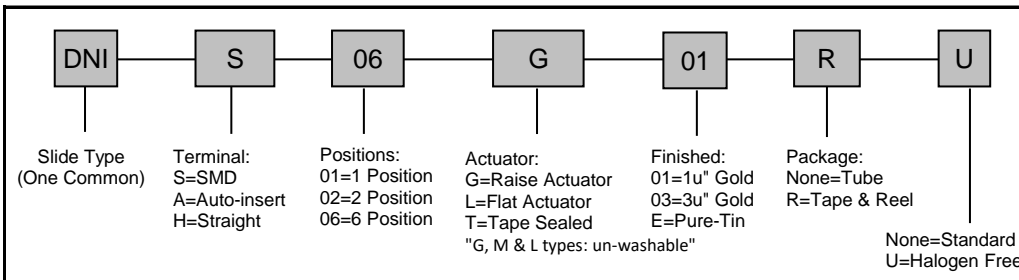 DNI S 06 G 01 R U
Slide Type
(One Common)
Terminal:
S=SMD
A=Auto-insert
H=Straight
Positions:
01=1 Position
02=2 Position
06=6 Position
Actuator:
G=Raise Actuator
L=Flat Actuator
T=Tape Sealed
"G, M & L types: un-washable"
Finished:
01=1u" Gold
03=3u" Gold
E=Pure-Tin
Package:
None=Tube
R=Tape & Reel
None=Standard
U=Halogen Free